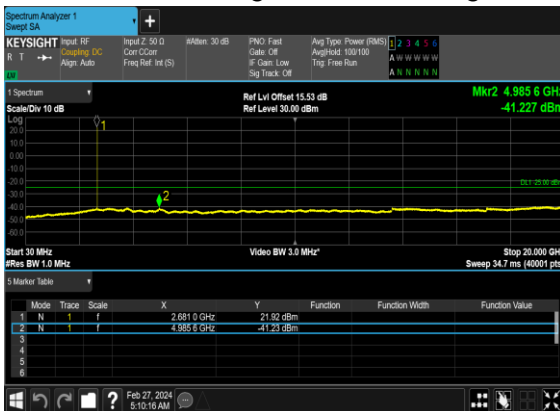 Spectrum Analyzer 1
Swept SA
+
KEYSIGHT Input: RF Input Z: 50 Ω #Atten: 30 dB PNO: Fast Avg Type: Power (RMS) 1 2 3 4 5 6
R T Coupling: DC Corr CCorr Gate: Off Avg|Hold: 100/100 A W W W W W
Align: Auto Freq Ref: Int (S) IF Gain: Low Trig: Free Run
LV Sig Track: Off A N N N N N
1 Spectrum Ref Lvl Offset 15.53 dB Mkr2 4.985 6 GHz
Scale/Div 10 dB Ref Level 30.00 dBm -41.227 dBm
Log
20.0
10.0
0.00
-10.0
-20.0
-30.0
-40.0
-50.0
-60.0
1
2
DL1 -25.00 dBm
Start 30 MHz Video BW 3.0 MHz* Stop 20.000 GHz
#Res BW 1.0 MHz Sweep 34.7 ms (40001 pts)
5 Marker Table
Mode Trace Scale X Y Function Function Width Function Value
1 N 1 f 2.681 0 GHz 21.92 dBm
2 N 1 f 4.985 6 GHz -41.23 dBm
3
4
5
6
? Feb 27, 2024
5:10:16 AM